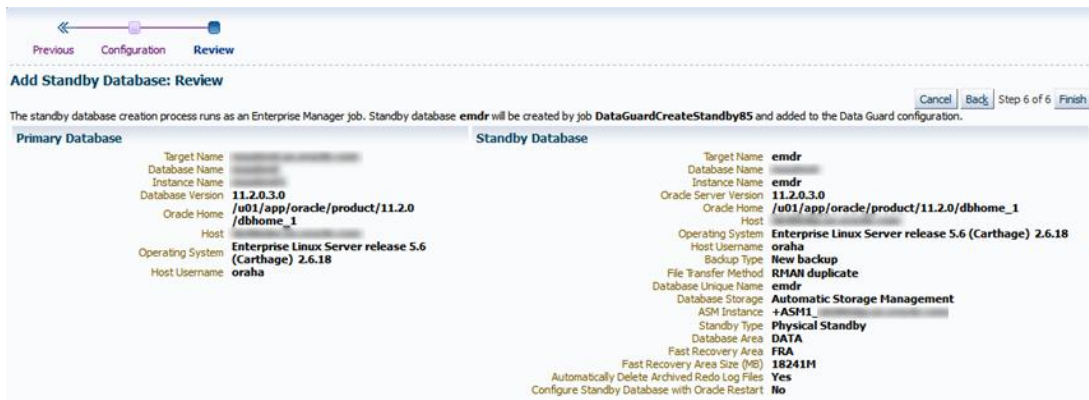 Previous Configuration Review
Add Standby Database: Review
Cancel Back Step 6 of 6 Finish
The standby database creation process runs as an Enterprise Manager job. Standby database emdr will be created by job DataGuardCreateStandby85 and added to the Data Guard configuration.
Primary Database
Target Name
Database Name
Instance Name
Database Version 11.2.0.3.0
Oracle Home /u01/app/oracle/product/11.2.0
/dbhome_1
Host
Operating System Enterprise Linux Server release 5.6
(Carthage) 2.6.18
Host Username oraha
Standby Database
Target Name emdr
Database Name
Instance Name emdr
Oracle Server Version 11.2.0.3.0
Oracle Home /u01/app/oracle/product/11.2.0/dbhome_1
Host
Operating System Enterprise Linux Server release 5.6 (Carthage) 2.6.18
Host Username oraha
Backup Type New backup
File Transfer Method RMAN duplicate
Database Unique Name emdr
Database Storage Automatic Storage Management
ASM Instance +ASM1_
Standby Type Physical Standby
Database Area DATA
Fast Recovery Area FRA
Fast Recovery Area Size (MB) 18241M
Automatically Delete Archived Redo Log Files Yes
Configure Standby Database with Oracle Restart No